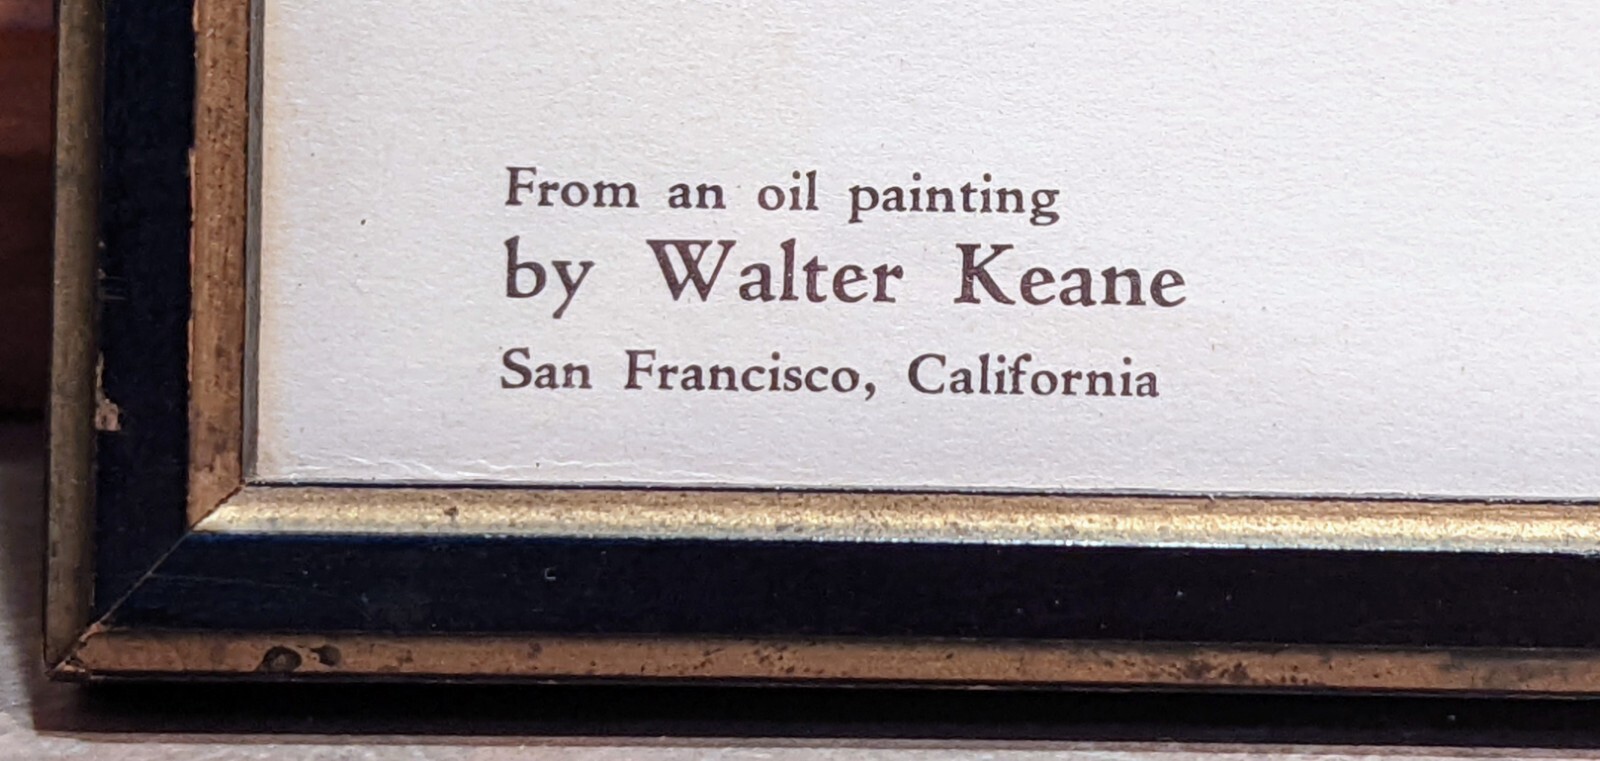 From an oil painting
by Walter Keane
San Francisco, California